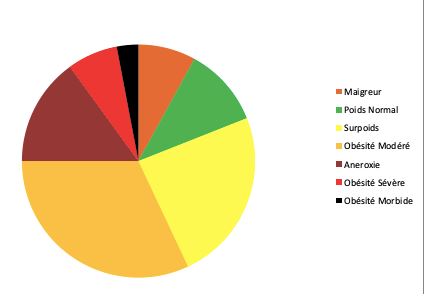 Maigreur
Poids Normal
Surpoids
Obésité Modéré
Aneroxie
Obésité Sévère
Obésité Morbide